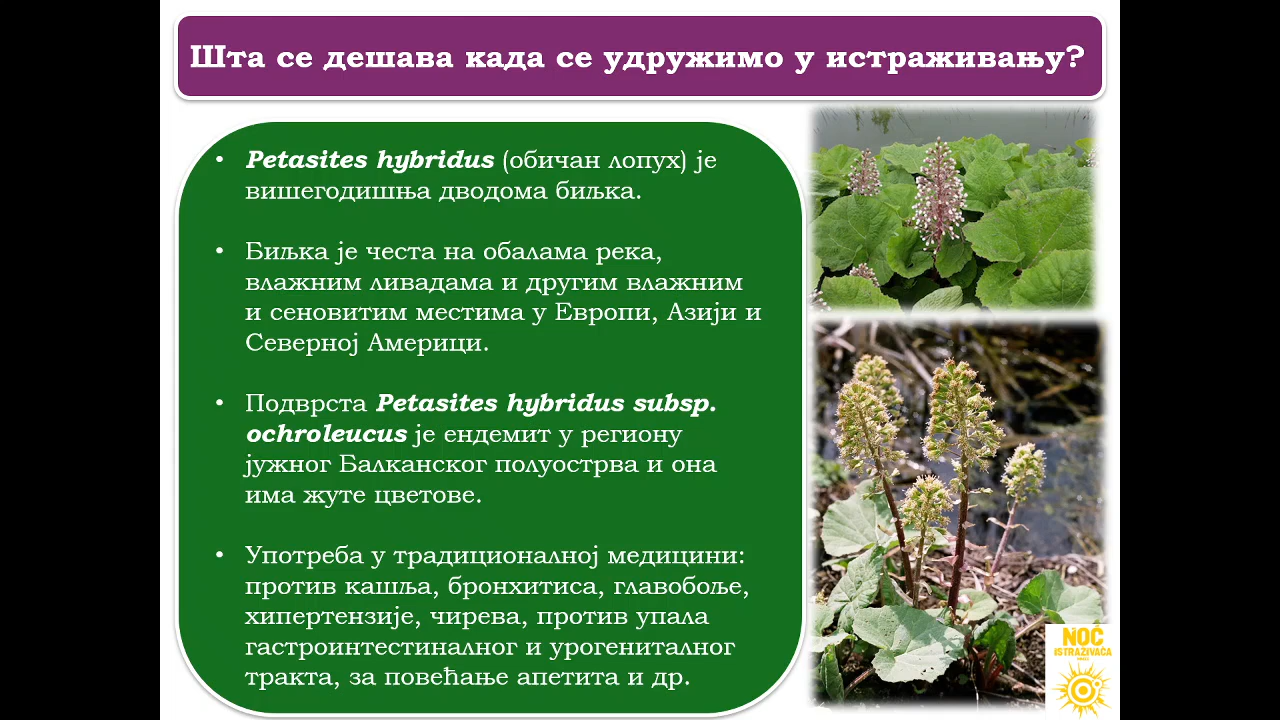 Шта се дешава када се удружимо у истраживању?
• Petasites hybridus (обичан лопух) је
вишегодишња дводома биљка.
• Биљка је честа на обалама река,
влажним ливадама и другим влажним
и сеновитим местима у Европи, Азији и
Северној Америци.
• Подврста Petasites hybridus subsp.
ochroleucus је ендемит у региону
јужног Балканског полуострва и она
има жуте цветове.
• Употреба у традиционалној медицини:
против кашља, бронхитиса, главобоље,
хипертензије, чирева, против упала
гастроинтестиналног и урогениталног
тракта, за повећање апетита и др.
NOĆ
ISTRAŽIVAČA